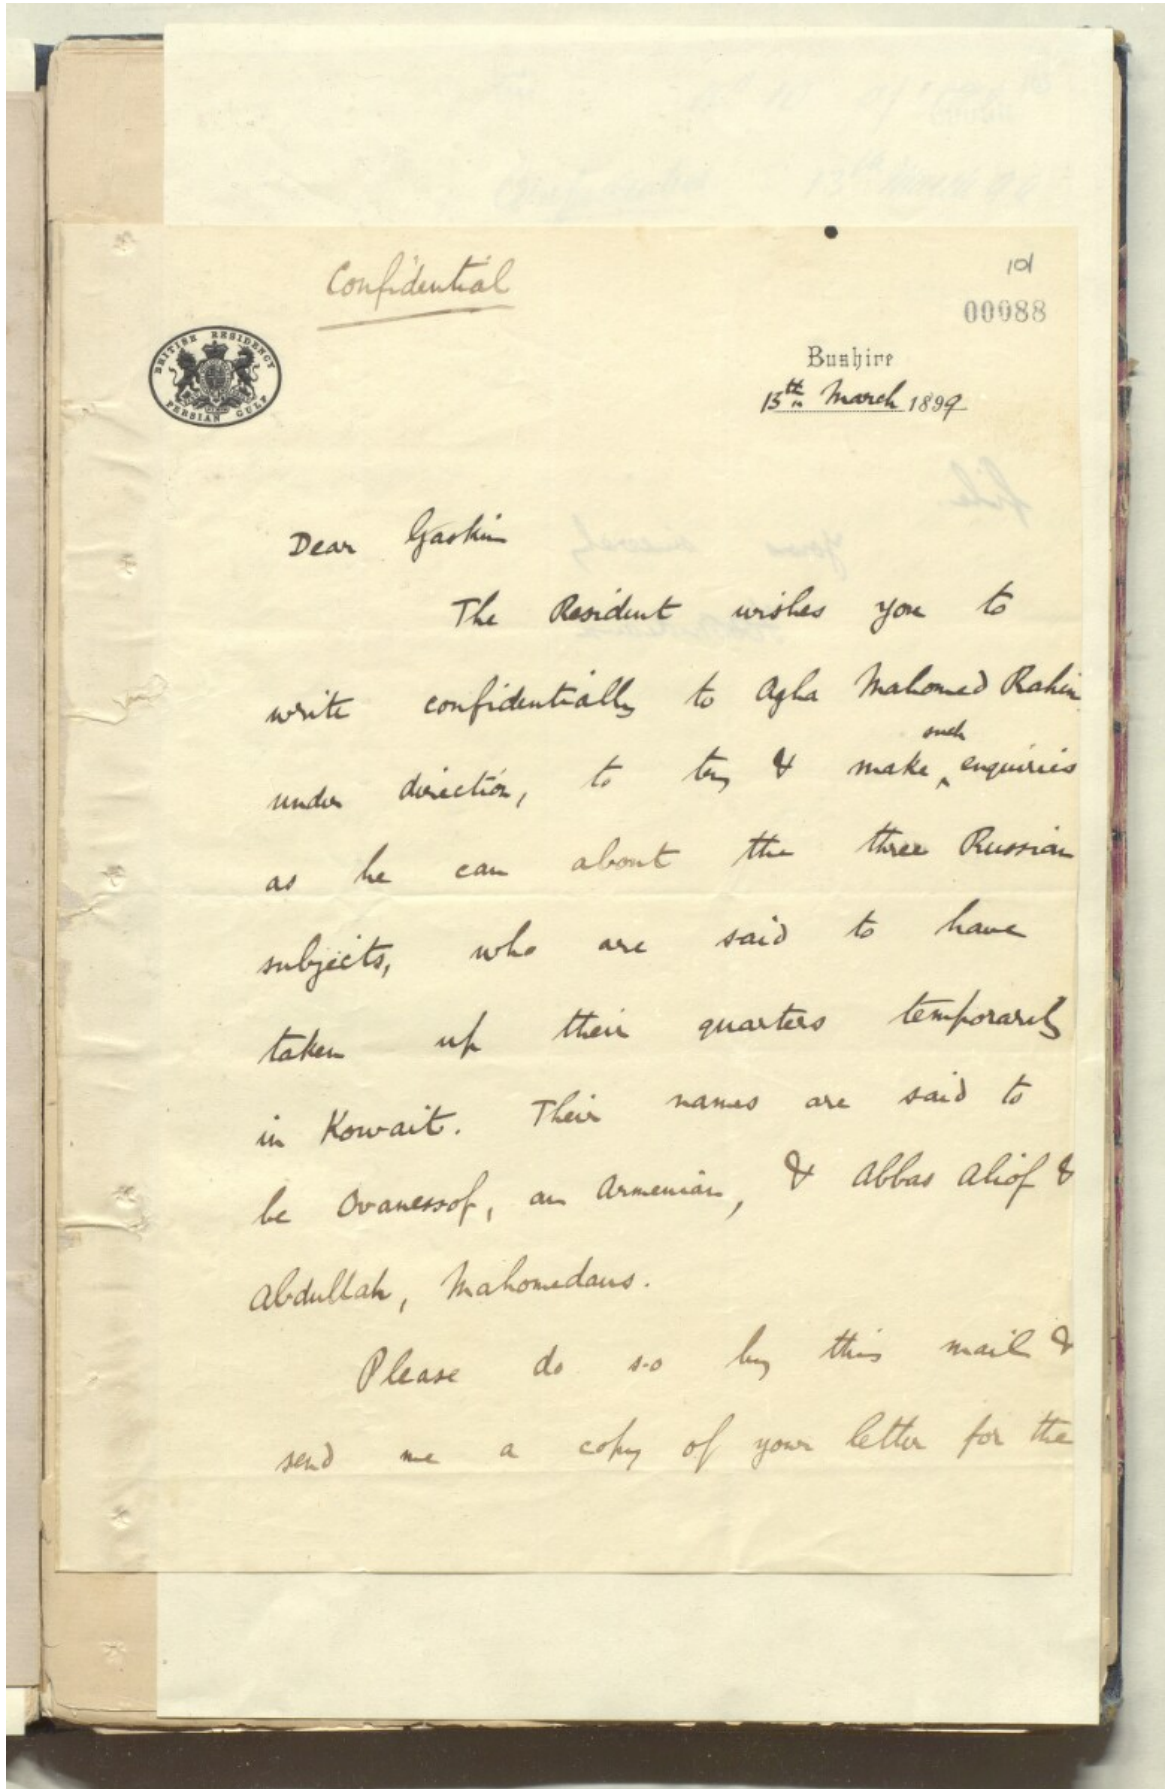 Confidential
101
00088
BRITISH RESIDENCY
PERSIAN GULF
Bushire
13th March 1899
Dear Gaskin
The Resident wishes you to
write confidentially to Agha Mahomed Rahim
under direction, to try & make such enquiries
as he can about the three Russian
subjects, who are said to have
taken up their quarters temporarily
in Kowait. Their names are said to
be Ovanessof, an Armenian, & Abbas Aliof &
Abdullah, Mahomedans.
Please do so by this mail &
send me a copy of your letter for the